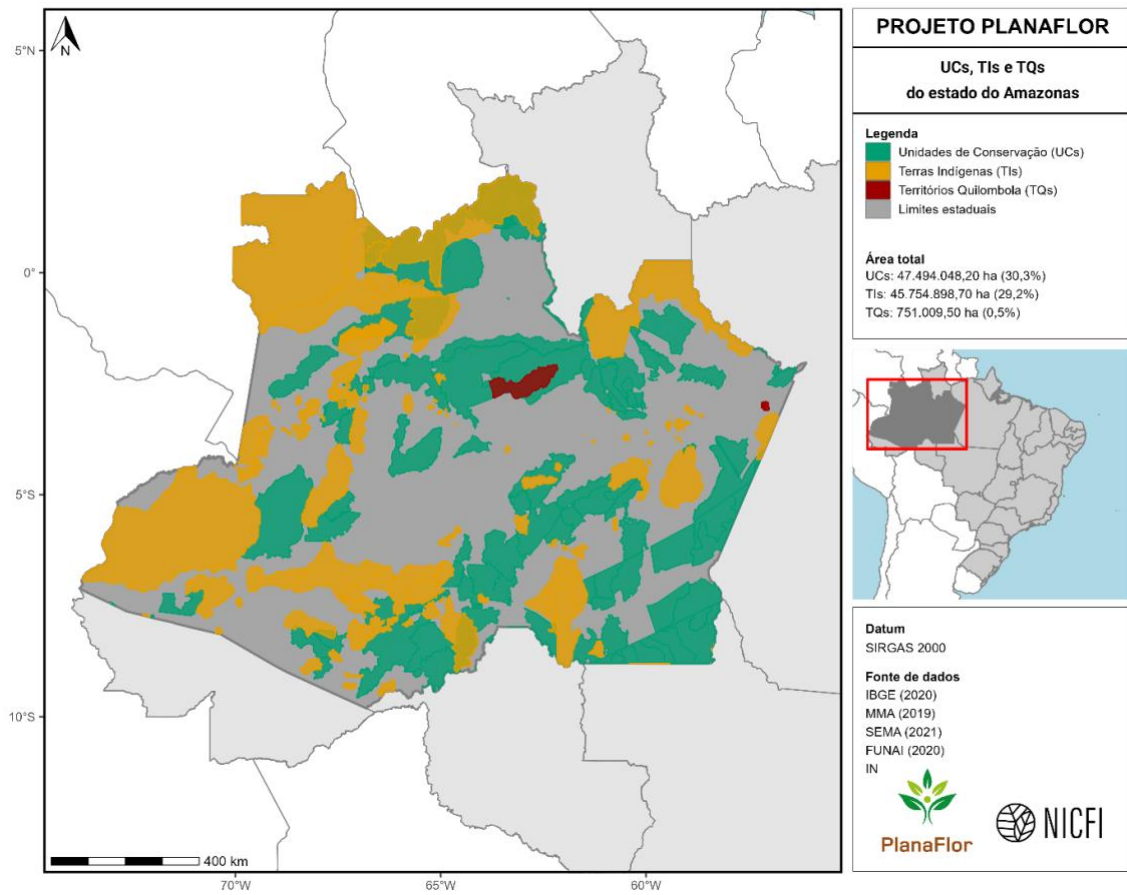 N
5°N
0°
5°S
10°S
70°W
65°W
60°W
400 km
PROJETO PLANAFLOR
UCs, TIs e TQs
do estado do Amazonas
Legenda
Unidades de Conservação (UCs)
Terras Indígenas (TIs)
Territórios Quilombola (TQs)
Limites estaduais
Área total
UCs: 47.494.048,20 ha (30,3%)
TIs: 45.754.898,70 ha (29,2%)
TQs: 751.009,50 ha (0,5%)
Datum
SIRGAS 2000
Fonte de dados
IBGE (2020)
MMA (2019)
SEMA (2021)
FUNAI (2020)
IN
PlanaFlor
NICFI